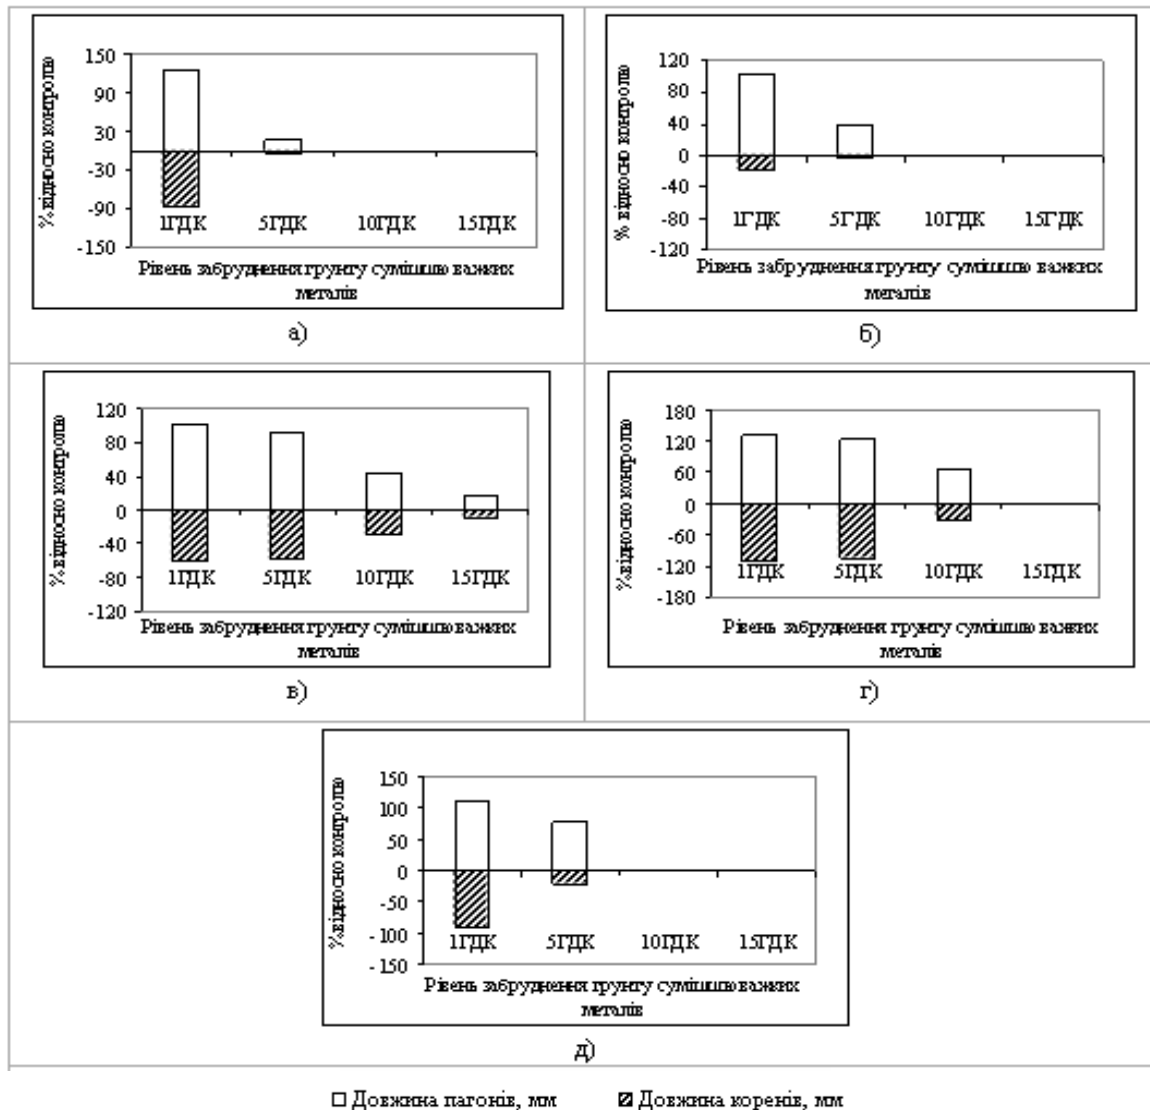 % відносно контролю
150
90
30
-30
-90
-150
1ГДК 5ГДК 10ГДК 15ГДК
Рівень забруднення грунту сумішшю важких
металів
а)
% відносно контролю
120
80
40
0
-40
-80
-120
1ГДК 5ГДК 10ГДК 15ГДК
Рівень забруднення грунту сумішшю важких
металів
б)
% відносно контролю
120
80
40
0
-40
-80
-120
1ГДК 5ГДК 10ГДК 15ГДК
Рівень забруднення грунту сумішшю важких
металів
в)
% відносно контролю
180
120
60
0
-60
-120
-180
1ГДК 5ГДК 10ГДК 15ГДК
Рівень забруднення грунту сумішшю важких
металів
г)
% відносно контролю
150
100
50
0
-50
-100
-150
1ГДК 5ГДК 10ГДК 15ГДК
Рівень забруднення грунту сумішшю важких
металів
д)
Довжина пагонів, мм Довжина коренів, мм